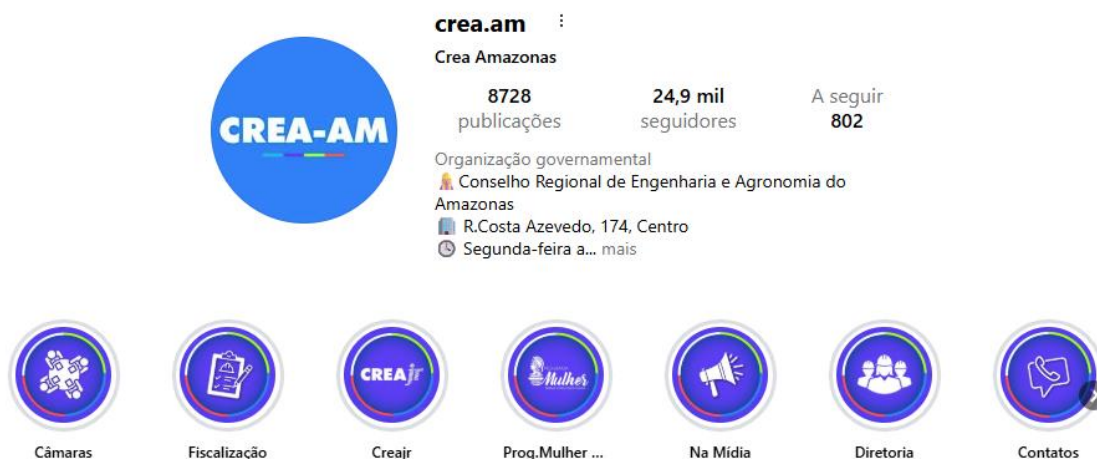 crea.am
Crea Amazonas
8728
publicações
24,9 mil
seguidores
A seguir
802
CREA-AM
Organização governamental
Conselho Regional de Engenharia e Agronomia do
Amazonas
R.Costa Azevedo, 174, Centro
Segunda-feira a... mais
CREA
Mulher
Câmaras
Fiscalização
Creajr
Prog.Mulher ...
Na Mídia
Diretoria
Contatos